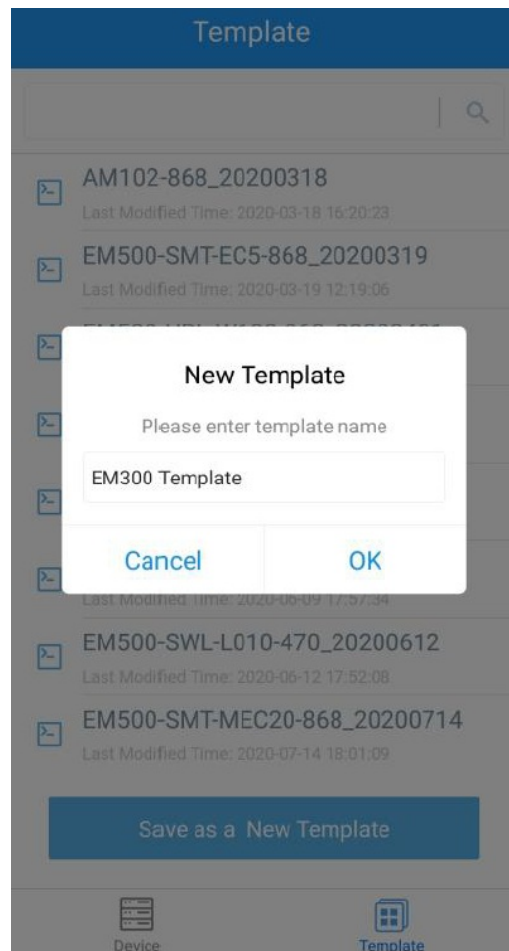 Template
AM102-868_20200318
Last Modified Time: 2020-03-18 16:20:23
EM500-SMT-EC5-868_20200319
Last Modified Time: 2020-03-19 12:19:06
New Template
Please enter template name
EM300 Template
Cancel
OK
Last Modified Time: 2020-06-09 17:57:34
EM500-SWL-L010-470_20200612
Last Modified Time: 2020-06-12 17:52:08
EM500-SMT-MEC20-868_20200714
Last Modified Time: 2020-07-14 18:01:09
Save as a New Template
Device
Template